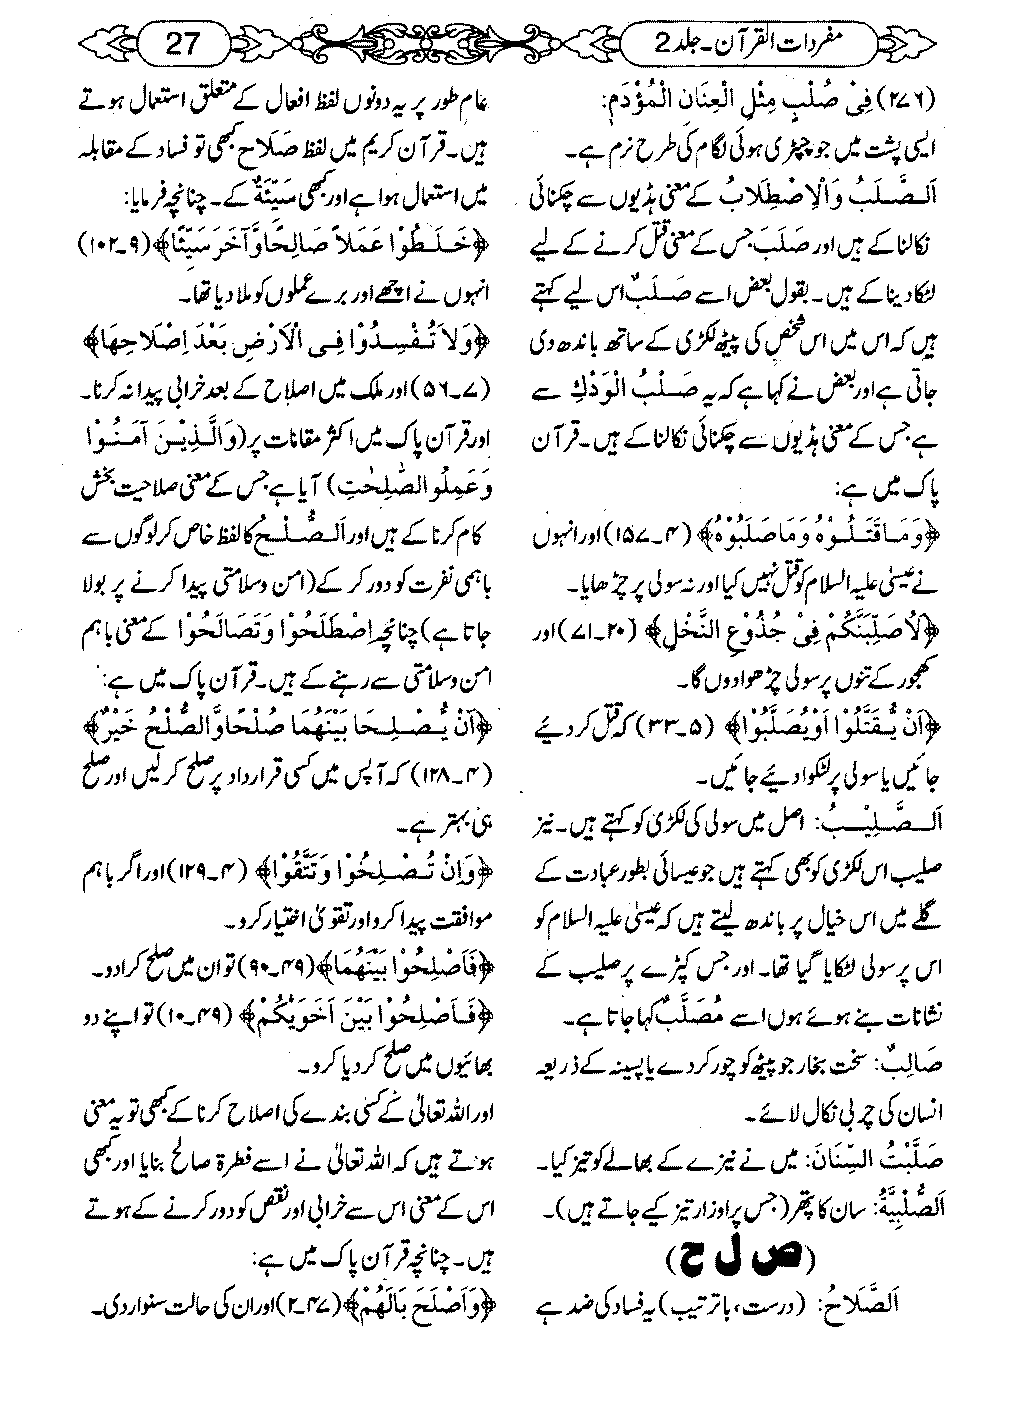 مفردات القرآن۔جلد 2
27
(۲۷۶) فِىْ صُلْبٍ مِثْلِ الْعِنَانِ الْمُؤْدَمِ:
ایسی پشت میں جو چپڑی ہوئی لگام کی طرح نرم ہے۔
اَلصَّلَبُ وَالْاِصْطِلَابُ کے معنی ہڈیوں سے چکنائی
نکالنا کے ہیں اور صَلَبَ جس کے معنی قتل کرنے کے لیے
لٹکا دینا کے ہیں۔ بقول بعض اسے صَلَبٌ اس لیے کہتے
ہیں کہ اس میں اس شخص کی پیٹھ لکڑی کے ساتھ باندھ دی
جاتی ہے اور بعض نے کہا ہے کہ یہ صَلْبُ الْوَدَكِ سے
ہے جس کے معنی ہڈیوں سے چکنائی نکالنا کے ہیں۔ قرآن
پاک میں ہے:
﴿وَمَا قَتَلُوْهُ وَمَا صَلَبُوْهُ﴾ (۴۔۱۵۷) اور انہوں
نے عیسیٰ علیہ السلام کو قتل نہیں کیا اور نہ سولی پر چڑھایا۔
﴿لَاُصَلِّبَنَّكُمْ فِىْ جُذُوْعِ النَّخْلِ﴾ (۲۰۔۷۱) اور
کھجور کے تنوں پر سولی چڑھوا دوں گا۔
﴿اَنْ يُّقَتَّلُوْا اَوْ يُصَلَّبُوْا﴾ (۵۔۳۳) کہ قتل کر دیے
جائیں یا سولی پر لٹکوا دیئے جائیں۔
اَلصَّلِيْبُ: اصل میں سولی کی لکڑی کو کہتے ہیں۔ نیز
صلیب اس لکڑی کو بھی کہتے ہیں جو عیسائی بطور عبادت کے
گلے میں اس خیال پر باندھ لیتے ہیں کہ عیسیٰ علیہ السلام کو
اس پر سولی لٹکایا گیا تھا۔ اور جس کپڑے پر صلیب کے
نشانات بنے ہوئے ہوں اسے مُصَلَّبٌ کہا جاتا ہے۔
صَالِبٌ: سخت بخار جو پیٹھ کو چور کر دے یا پسینہ کے ذریعہ
انسان کی چربی نکال لائے۔
صَلَّبْتُ السِّنَانَ: میں نے نیزے کے بھالے کو تیز کیا۔
اَلصُّلَّبِيَّةُ: سان کا پتھر (جس پر اوزار تیز کیے جاتے ہیں)۔
(ص ل ح)
اَلصَّلَاحُ: (درست، باترتیب) یہ فساد کی ضد ہے
عام طور پر یہ دونوں لفظ افعال کے متعلق استعمال ہوتے
ہیں۔ قرآن کریم میں لفظ صَلَاح کبھی تو فساد کے مقابلہ
میں استعمال ہوا ہے اور کبھی سَيِّئَةٌ کے۔ چنانچہ فرمایا:
﴿خَلَطُوْا عَمَلًا صَالِحًا وَّآخَرَ سَيِّئًا﴾ (۹۔۱۰۲)
انہوں نے اچھے اور برے عملوں کو ملا دیا تھا۔
﴿وَلَا تُفْسِدُوْا فِى الْاَرْضِ بَعْدَ اِصْلَاحِهَا﴾
(۷۔۵۶) اور ملک میں اصلاح کے بعد خرابی پیدا نہ کرنا۔
اور قرآن پاک میں اکثر مقامات پر (وَالَّذِيْنَ آمَنُوْا
وَعَمِلُوا الصّٰلِحٰتِ) آیا ہے جس کے معنی صلاحیت بخش
کام کرنا کے ہیں اور اَلصُّلْحُ کا لفظ خاص کر لوگوں سے
باہمی نفرت کو دور کر کے (امن وسلامتی پیدا کرنے پر بولا
جاتا ہے) چنانچہ اِصْطَلَحُوْا وَتَصَالَحُوْا کے معنی باہم
امن وسلامتی سے رہنے کے ہیں۔ قرآن پاک میں ہے:
﴿اَنْ يُّصْلِحَا بَيْنَهُمَا صُلْحًا وَّالصُّلْحُ خَيْرٌ﴾
(۴۔۱۲۸) کہ آپس میں کسی قرارداد پر صلح کر لیں اور صلح
ہی بہتر ہے۔
﴿وَاِنْ تُصْلِحُوْا وَتَتَّقُوْا﴾ (۴۔۱۲۹) اور اگر باہم
موافقت پیدا کرو اور تقویٰ اختیار کرو۔
﴿فَاَصْلِحُوْا بَيْنَهُمَا﴾ (۴۹۔۹۰) تو ان میں صلح کرا دو۔
﴿فَاَصْلِحُوْا بَيْنَ اَخَوَيْكُمْ﴾ (۴۹۔۱۰) تو اپنے دو
بھائیوں میں صلح کر دیا کرو۔
اور اللہ تعالیٰ کے کسی بندے کی اصلاح کرنا کے کبھی تو یہ معنی
ہوتے ہیں کہ اللہ تعالیٰ نے اسے فطرۃ صالح بنایا اور کبھی
اس کے معنی اس سے خرابی اور نقص کو دور کرنے کے ہوتے
ہیں۔ چنانچہ قرآن پاک میں ہے:
﴿وَاَصْلَحَ بَالَهُمْ﴾ (۴۷۔۲) اور ان کی حالت سنوار دی۔